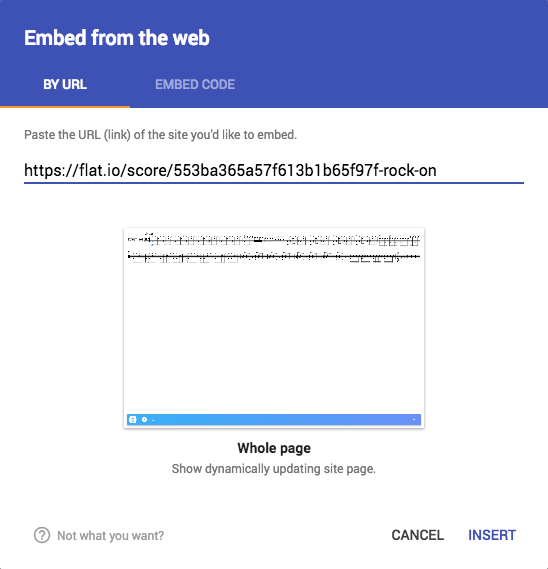 Embed from the web
BY URL
EMBED CODE
Paste the URL (link) of the site you'd like to embed.
https://flat.io/score/553ba365a57f613b1b65f97f-rock-on
Whole page
Show dynamically updating site page.
Not what you want?
CANCEL
INSERT